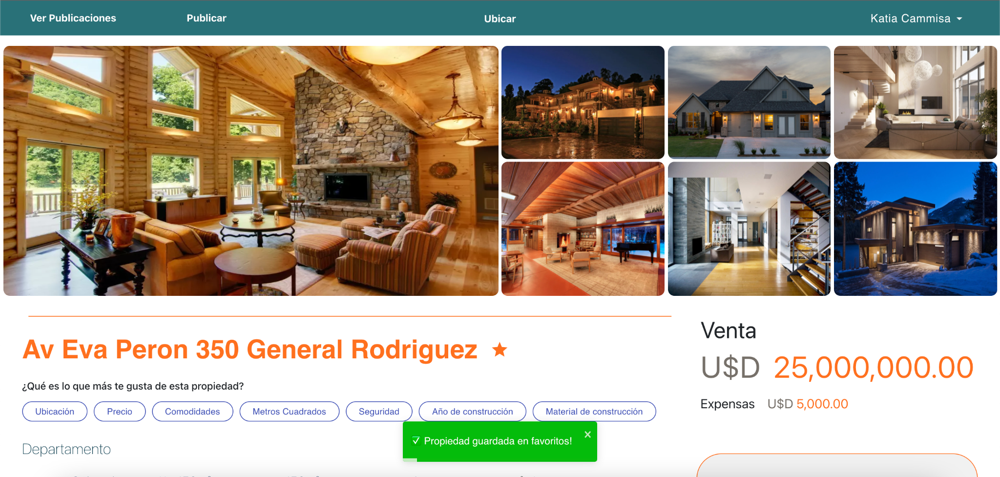 Ver Publicaciones
Publicar
Ubicar
Katia Cammisa
Av Eva Peron 350 General Rodriguez
¿Qué es lo que más te gusta de esta propiedad?
Ubicación
Precio
Comodidades
Metros Cuadrados
Seguridad
Año de construcción
Material de construcción
Departamento
Venta
U$D 25,000,000.00
Expensas U$D 5,000.00
✅ Propiedad guardada en favoritos!